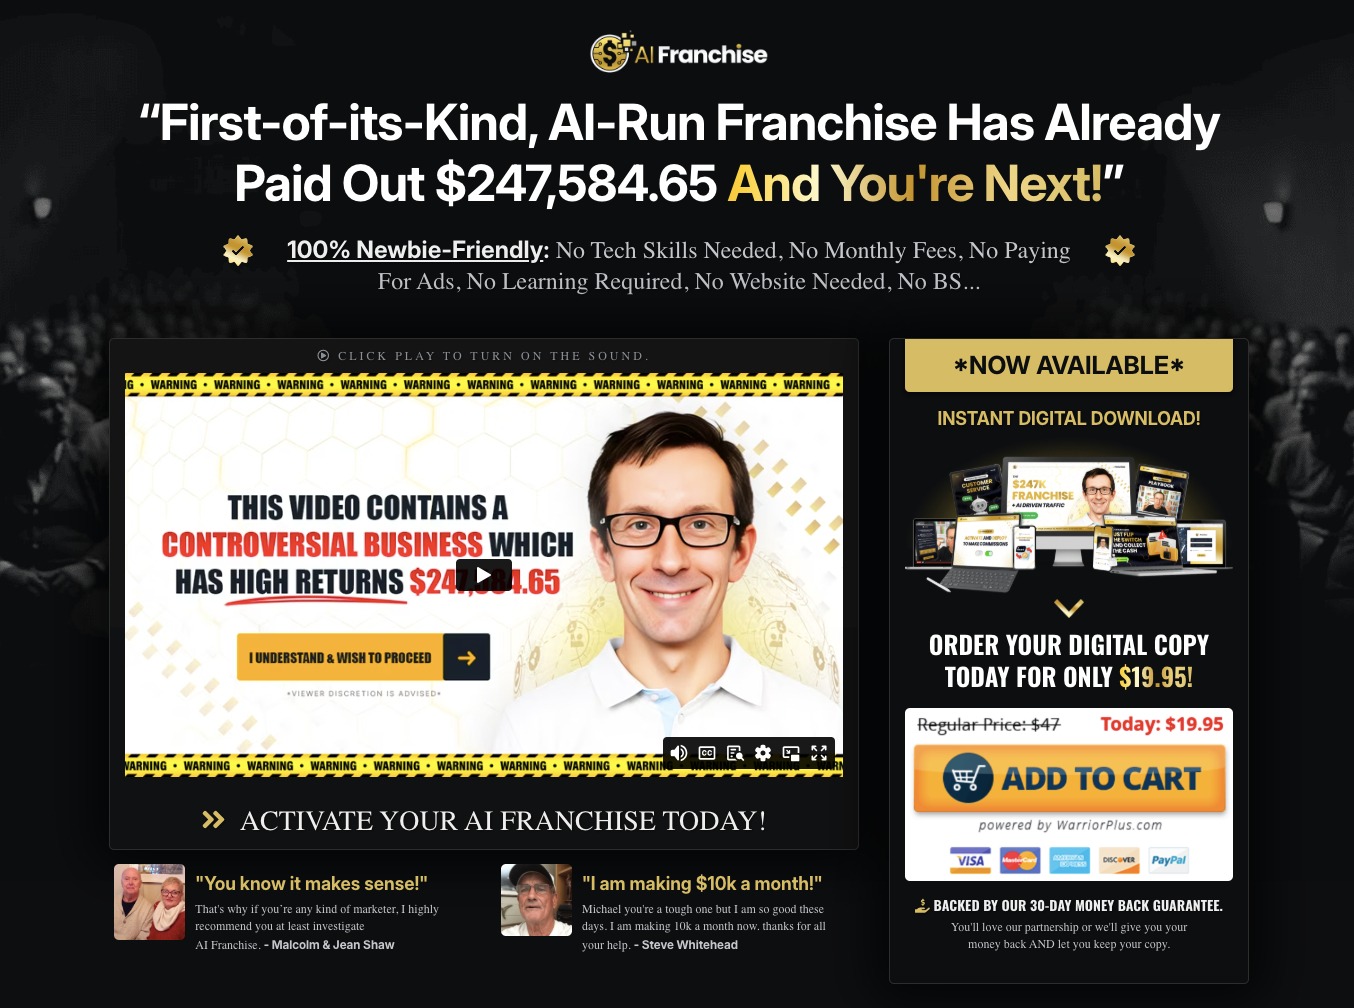 AI Franchise
“First-of-its-Kind, AI-Run Franchise Has Already
Paid Out $247,584.65 And You're Next!”
100% Newbie-Friendly: No Tech Skills Needed, No Monthly Fees, No Paying
For Ads, No Learning Required, No Website Needed, No BS...
CLICK PLAY TO TURN ON THE SOUND.
WARNING • WARNING • WARNING • WARNING • WARNING • WARNING • WARNING • WARNING • WARNING • WARNING • WARNING •
THIS VIDEO CONTAINS A
CONTROVERSIAL BUSINESS WHICH
HAS HIGH RETURNS $247,584.65
I UNDERSTAND & WISH TO PROCEED
*VIEWER DISCRETION IS ADVISED*
WARNING • WARNING • WARNING • WARNING • WARNING • WARNING • WARNING • WARNING
ACTIVATE YOUR AI FRANCHISE TODAY!
"You know it makes sense!"
That's why if you’re any kind of marketer, I highly
recommend you at least investigate
AI Franchise. - Malcolm & Jean Shaw
"I am making $10k a month!"
Michael you're a tough one but I am so good these
days. I am making 10k a month now. thanks for all
your help. - Steve Whitehead
*NOW AVAILABLE*
INSTANT DIGITAL DOWNLOAD!
CUSTOMER
SERVICE
$247K
FRANCHISE
+ AI DRIVEN TRAFFIC
PLAYBOOK
ACTIVATE AND DEPLOY
TO MAKE COMMISSIONS
JUST FLIP
THE SWITCH
AND COLLECT
THE CASH
ORDER YOUR DIGITAL COPY
TODAY FOR ONLY $19.95!
Regular Price: $47
Today: $19.95
ADD TO CART
powered by WarriorPlus.com
VISA
MasterCard
AMERICAN EXPRESS
DISCOVER
PayPal
BACKED BY OUR 30-DAY MONEY BACK GUARANTEE.
You'll love our partnership or we'll give you your
money back AND let you keep your copy.